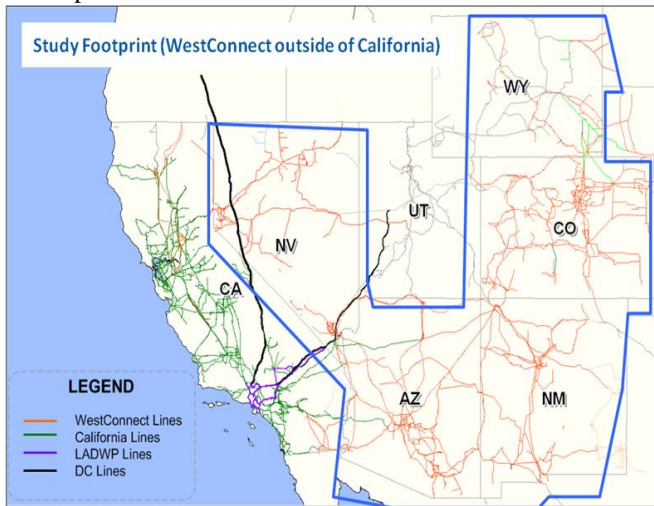 Study Footprint (WestConnect outside of California)
WY
UT
CO
NV
CA
AZ
NM
LEGEND
WestConnect Lines
California Lines
LADWP Lines
DC Lines